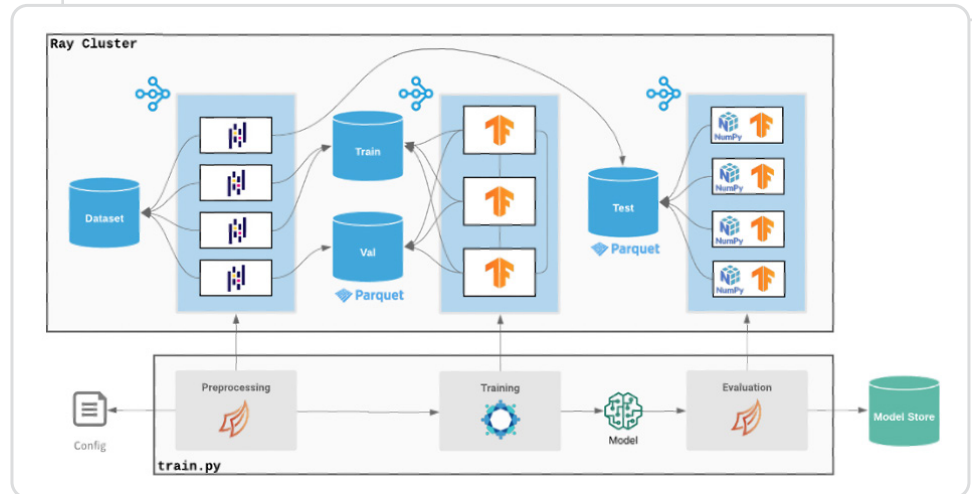 Ray Cluster
Dataset
Train
Val
Parquet
Test
Parquet
NumPy
NumPy
NumPy
NumPy
Preprocessing
Training
Evaluation
Config
Model
Model Store
train.py